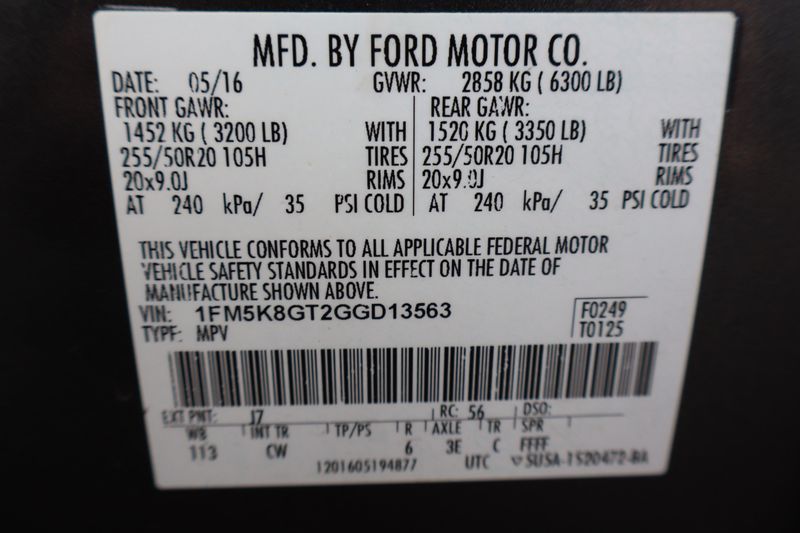 MFD. BY FORD MOTOR CO.
DATE: 05/16 GVWR: 2858 KG ( 6300 LB)
FRONT GAWR: REAR GAWR:
1452 KG ( 3200 LB) WITH 1520 KG ( 3350 LB) WITH
255/50R20 105H TIRES 255/50R20 105H TIRES
20x9.0J RIMS 20x9.0J RIMS
AT 240 kPa/ 35 PSI COLD AT 240 kPa/ 35 PSI COLD
THIS VEHICLE CONFORMS TO ALL APPLICABLE FEDERAL MOTOR
VEHICLE SAFETY STANDARDS IN EFFECT ON THE DATE OF
MANUFACTURE SHOWN ABOVE.
VIN: 1FM5K8GT2GGD13563 F0249
TYPE: MPV T0125
EXT PNT: J7 RC: 56 DSO:
WB INT TR TP/PS R AXLE TR SPR
113 CW 6 3E C FFFF
1201605194877 UTC SUSA-1520472-BA